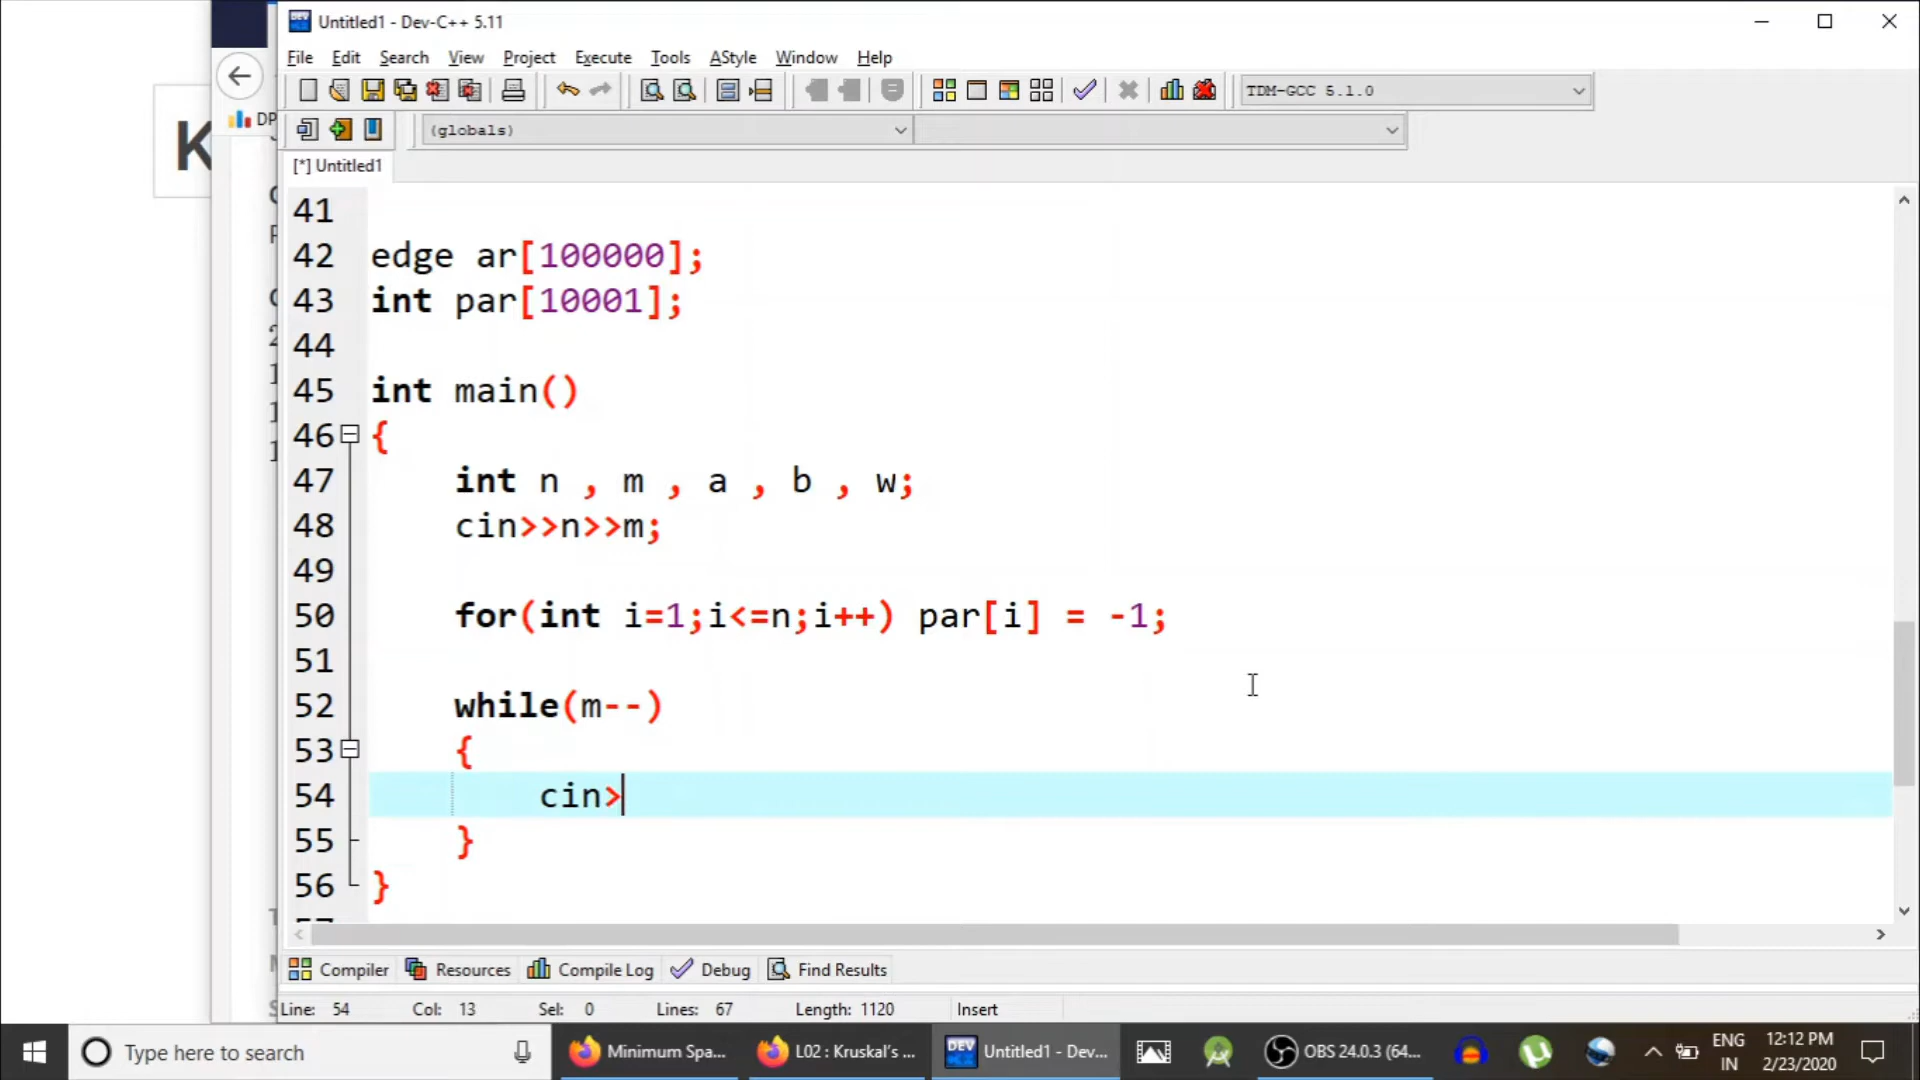 Untitled1 - Dev-C++ 5.11
File Edit Search View Project Execute Tools AStyle Window Help
TDM-GCC 5.1.0
DP
(globals)
K
[*] Untitled1
41
42 edge ar[100000];
43 int par[10001];
44
45 int main()
46 {
47 int n , m , a , b , w;
48 cin>>n>>m;
49
50 for(int i=1;i<=n;i++) par[i] = -1;
51
52 while(m--)
53 {
54 cin>
55 }
56 }
Compiler Resources Compile Log Debug Find Results
Line: 54 Col: 13 Sel: 0 Lines: 67 Length: 1120 Insert
Type here to search
Minimum Spa...
L02 : Kruskal's ...
DEV
Untitled1 - Dev...
OBS 24.0.3 (64...
ENG
IN
12:12 PM
2/23/2020